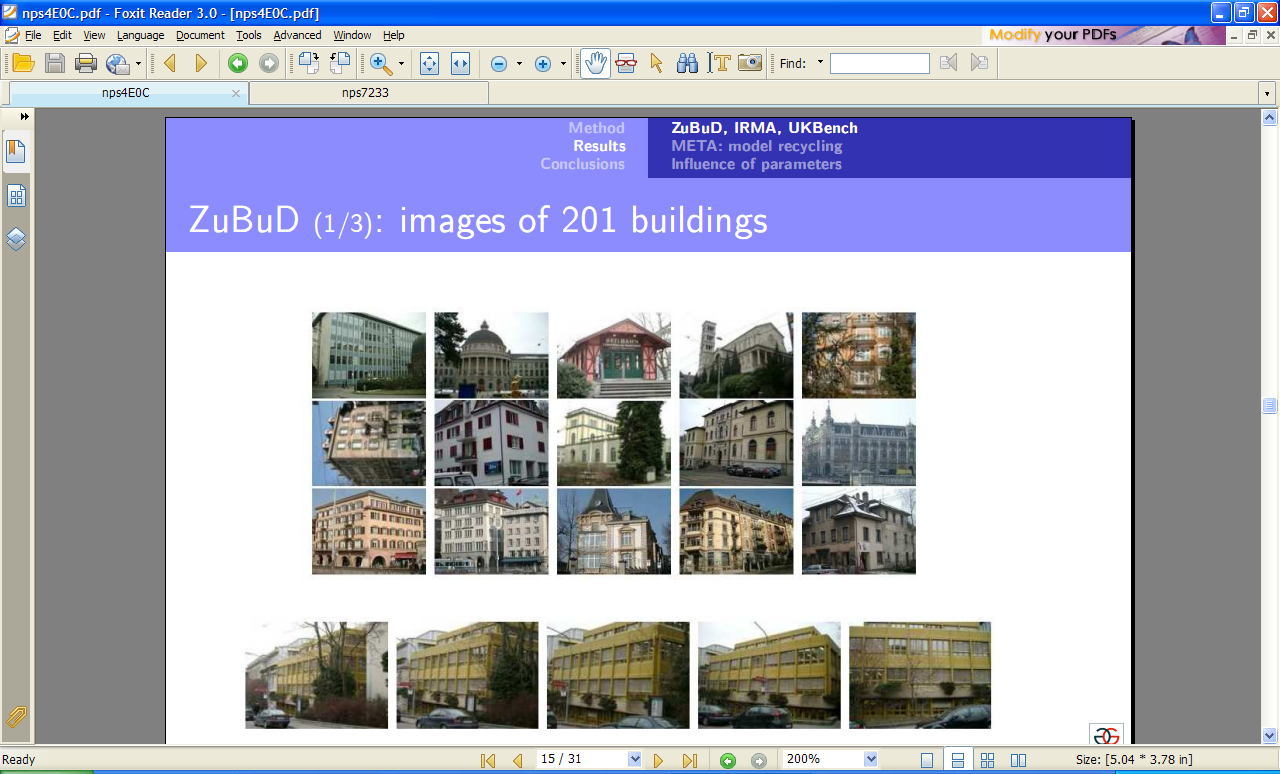 nps4E0C.pdf - Foxit Reader 3.0 - [nps4E0C.pdf]
File Edit View Language Document Tools Advanced Window Help
Modify your PDFs
Find:
nps4E0C
nps7233
Method
Results
Conclusions
ZuBuD, IRMA, UKBench
META: model recycling
Influence of parameters
ZuBuD (1/3): images of 201 buildings
Ready
15 / 31
200%
Size: [5.04 * 3.78 in]